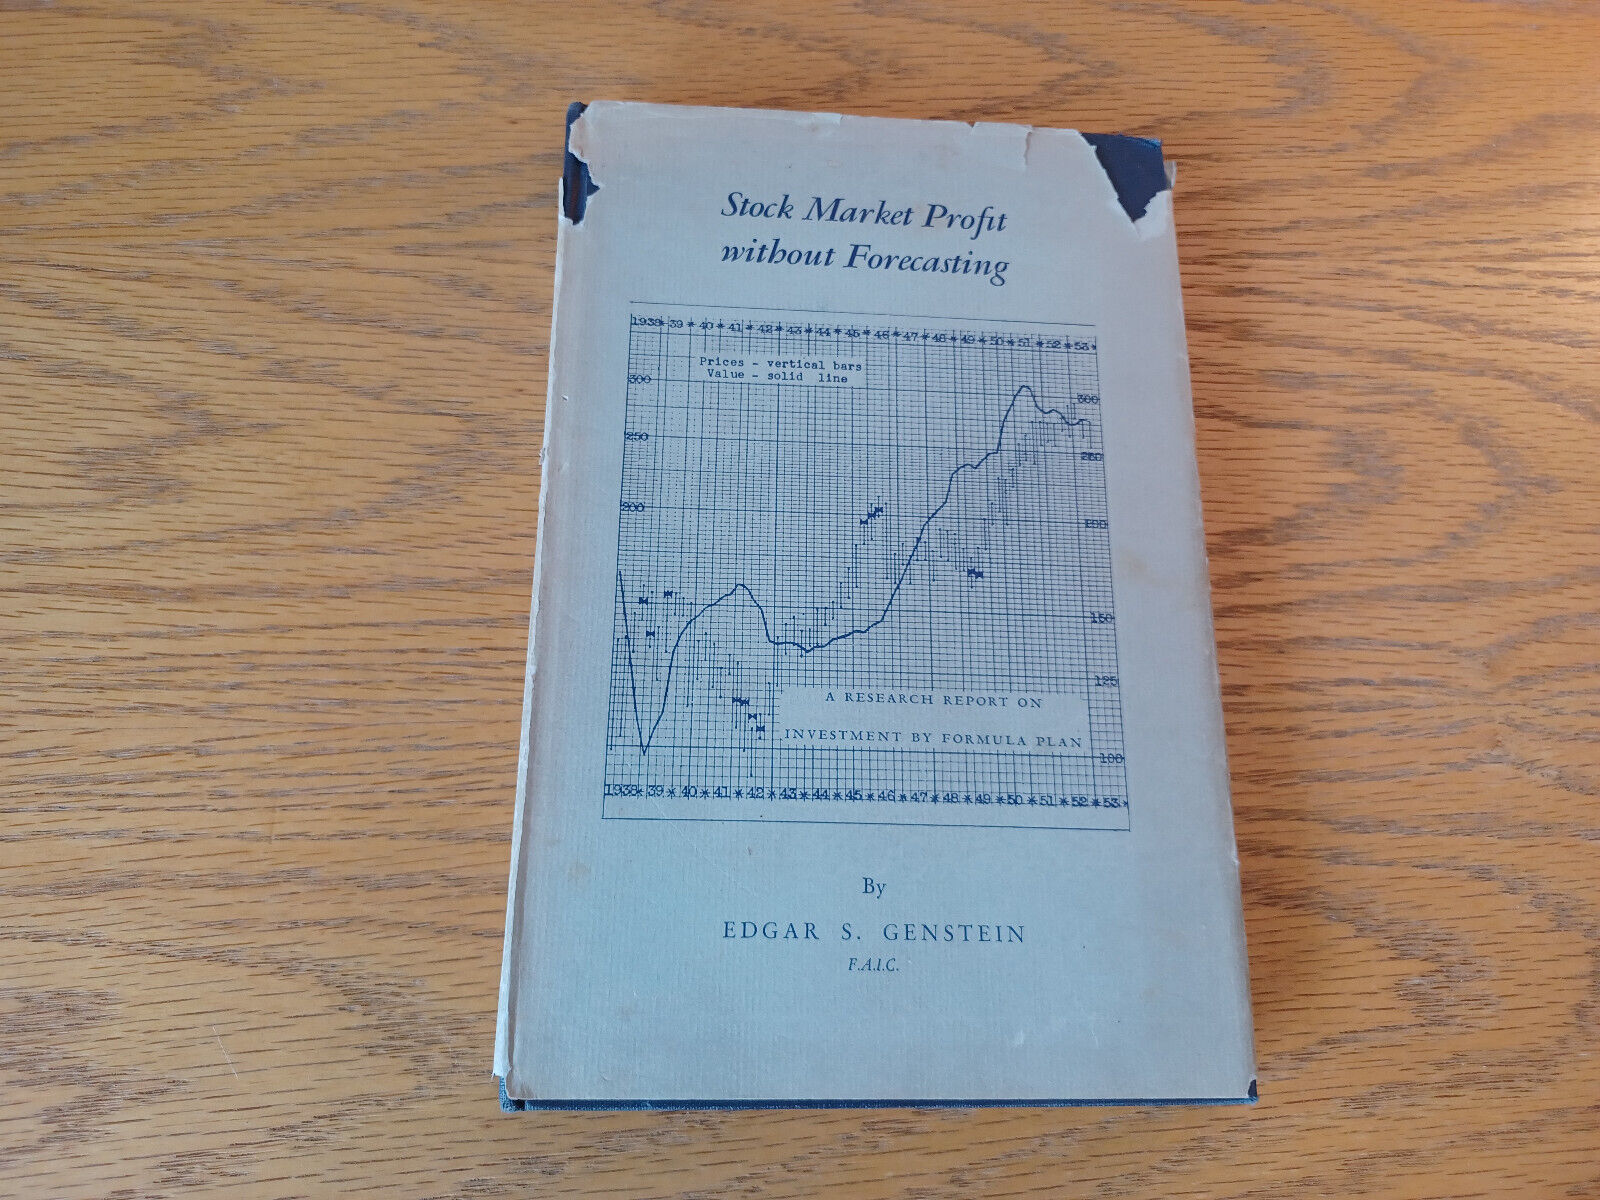 Stock Market Profit
without Forecasting
1938 * 39 * 40 * 41 * 42 * 43 * 44 * 45 * 46 * 47 * 48 * 49 * 50 * 51 * 52 * 53 *
Prices - vertical bars
Value - solid line
300 300
250 250
200 200
150
125
A RESEARCH REPORT ON
INVESTMENT BY FORMULA PLAN
100
1938 * 39 * 40 * 41 * 42 * 43 * 44 * 45 * 46 * 47 * 48 * 49 * 50 * 51 * 52 * 53 *
By
EDGAR S. GENSTEIN
F.A.I.C.